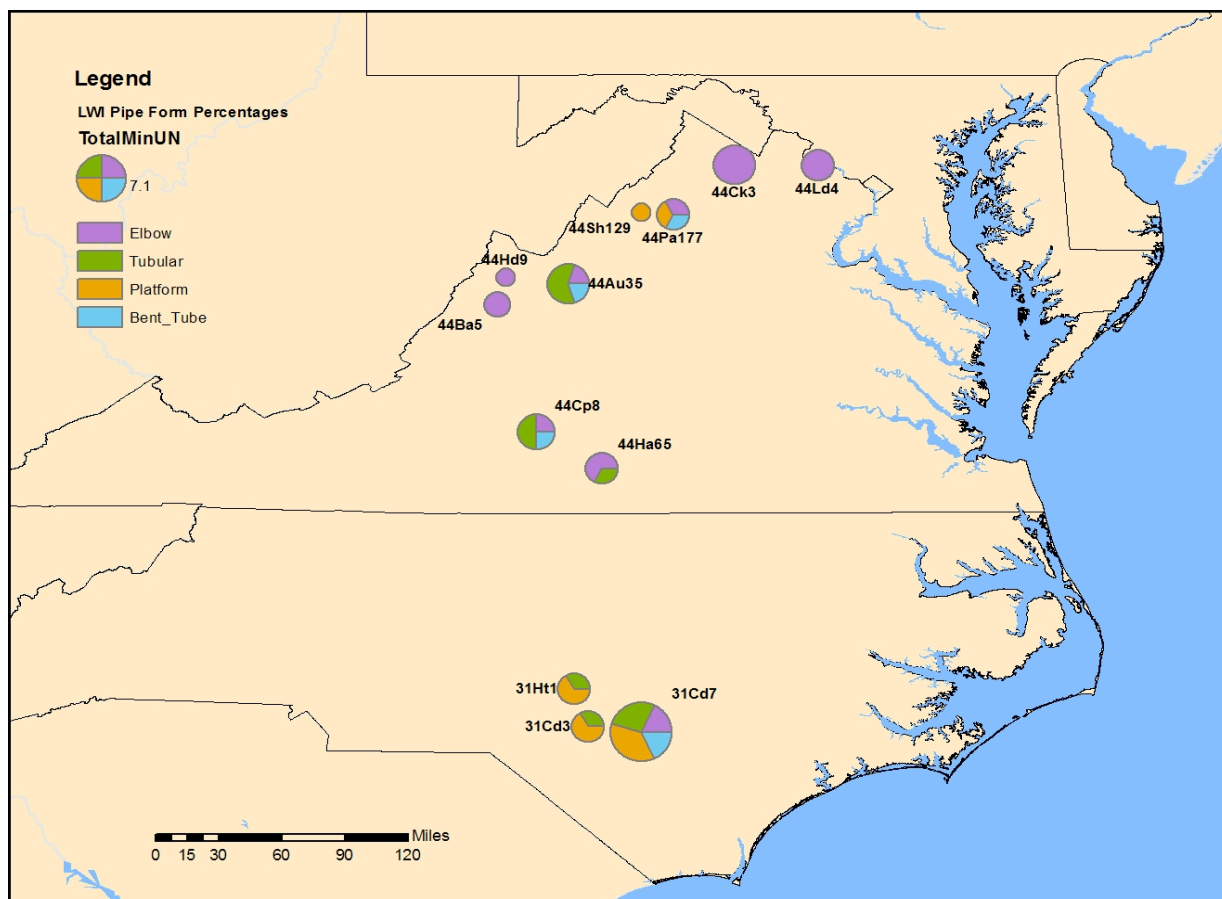 Legend
LWI Pipe Form Percentages
TotalMinUN
7.1
Elbow
Tubular
Platform
Bent_Tube
44Ck3
44Ld4
44Sh129
44Pa177
44Hd9
44Au35
44Ba5
44Cp8
44Ha65
31Ht1
31Cd7
31Cd3
Miles
0 15 30 60 90 120